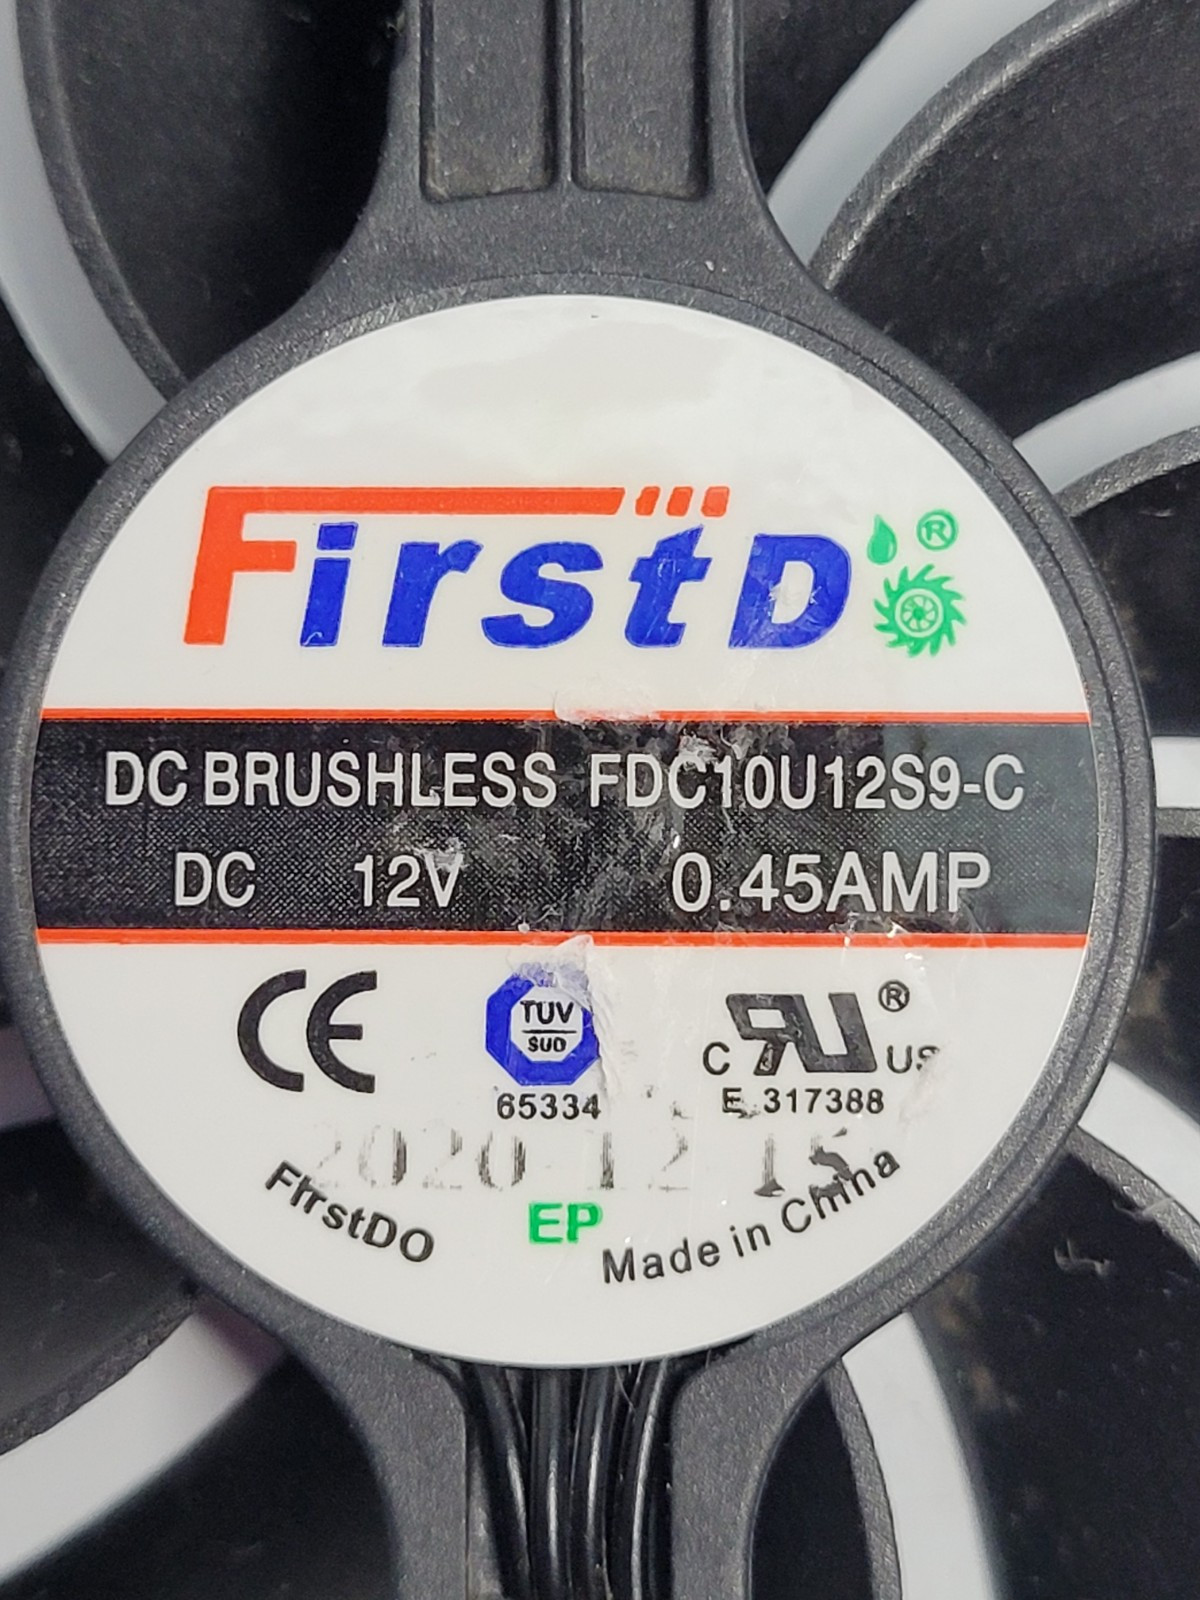 FirstD ®
DC BRUSHLESS FDC10U12S9-C
DC 12V 0.45AMP
CE
TUV
SUD
65334
C RU US ®
E 317388
2020 12
FirstDO
EP
Made in China